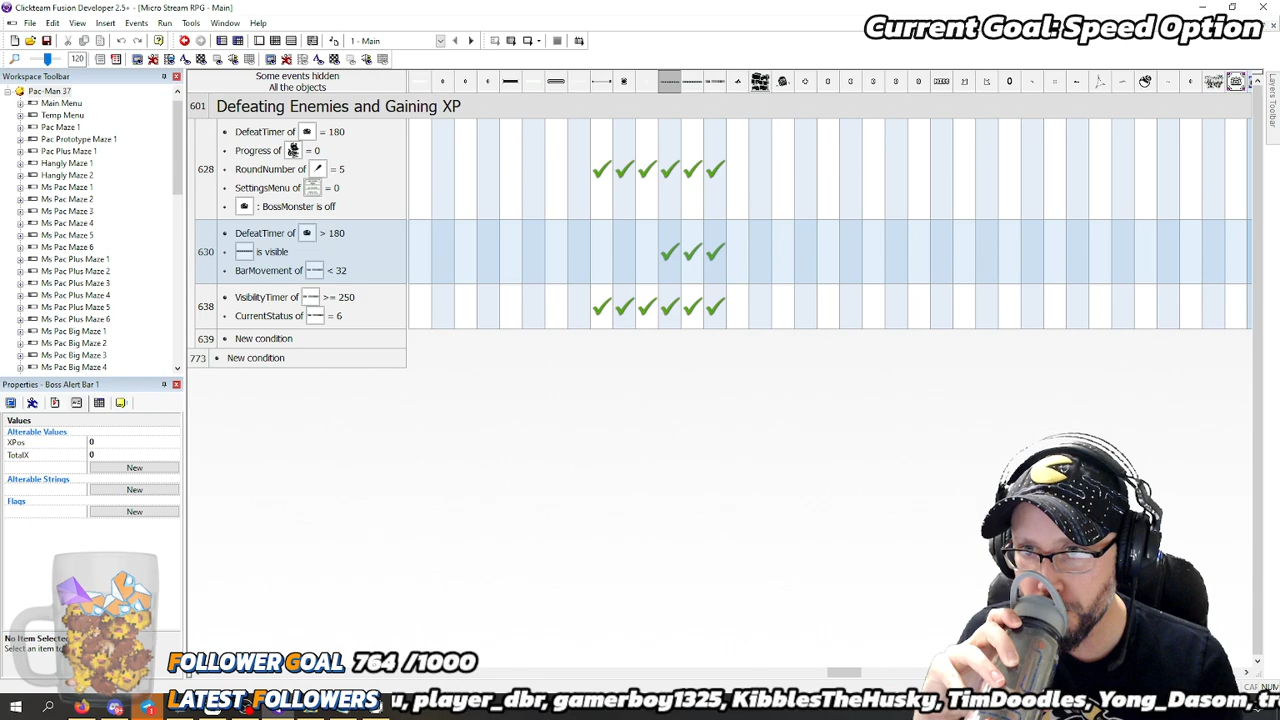 Clickteam Fusion Developer 2.5+ - [Micro Stream RPG - Main]
File Edit View Insert Events Run Tools Window Help
Current Goal: Speed Option
1 - Main
120
Workspace Toolbar
Pac-Man 37
Main Menu
Temp Menu
Pac Maze 1
Pac Prototype Maze 1
Pac Plus Maze 1
Hangly Maze 1
Hangly Maze 2
Ms Pac Maze 1
Ms Pac Maze 2
Ms Pac Maze 3
Ms Pac Maze 4
Ms Pac Maze 5
Ms Pac Maze 6
Ms Pac Plus Maze 1
Ms Pac Plus Maze 2
Ms Pac Plus Maze 3
Ms Pac Plus Maze 4
Ms Pac Plus Maze 5
Ms Pac Plus Maze 6
Ms Pac Big Maze 1
Ms Pac Big Maze 2
Ms Pac Big Maze 3
Ms Pac Big Maze 4
Properties - Boss Alert Bar 1
Values
Alterable Values
XPos 0
TotalX 0
New
Alterable Strings
New
Flags
New
No Item Selected
Select an item to
Some events hidden
All the objects
601 Defeating Enemies and Gaining XP
628
DefeatTimer of = 180
Progress of = 0
RoundNumber of = 5
SettingsMenu of = 0
: BossMonster is off
630
DefeatTimer of > 180
is visible
BarMovement of < 32
638
VisibilityTimer of >= 250
CurrentStatus of = 6
639 New condition
773 New condition
Layers Toolbar
Follower Goal 764 /1000
Latest Followers u, player_dbr, gamerboy1325, KibblesTheHusky, TimDoodles, Yong_Dasom, tr
CAP NUM